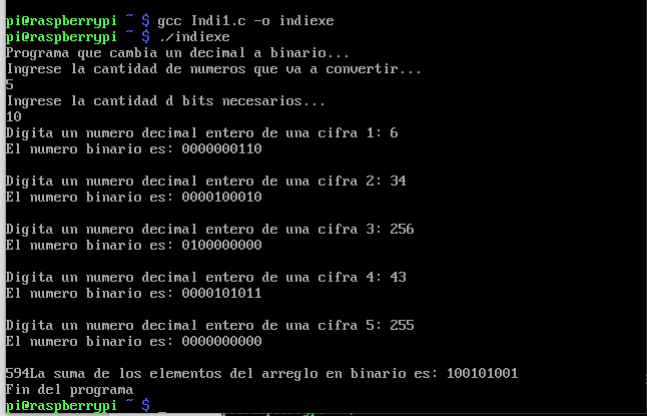 pi@raspberrypi ~ $ gcc Indi1.c -o indiexe
pi@raspberrypi ~ $ ./indiexe
Programa que cambia un decimal a binario...
Ingrese la cantidad de numeros que va a convertir...
5
Ingrese la cantidad d bits necesarios...
10
Digita un numero decimal entero de una cifra 1: 6
El numero binario es: 0000000110
Digita un numero decimal entero de una cifra 2: 34
El numero binario es: 0000100010
Digita un numero decimal entero de una cifra 3: 256
El numero binario es: 0100000000
Digita un numero decimal entero de una cifra 4: 43
El numero binario es: 0000101011
Digita un numero decimal entero de una cifra 5: 255
El numero binario es: 0000000000
594La suma de los elementos del arreglo en binario es: 100101001
Fin del programa
pi@raspberrypi ~ $